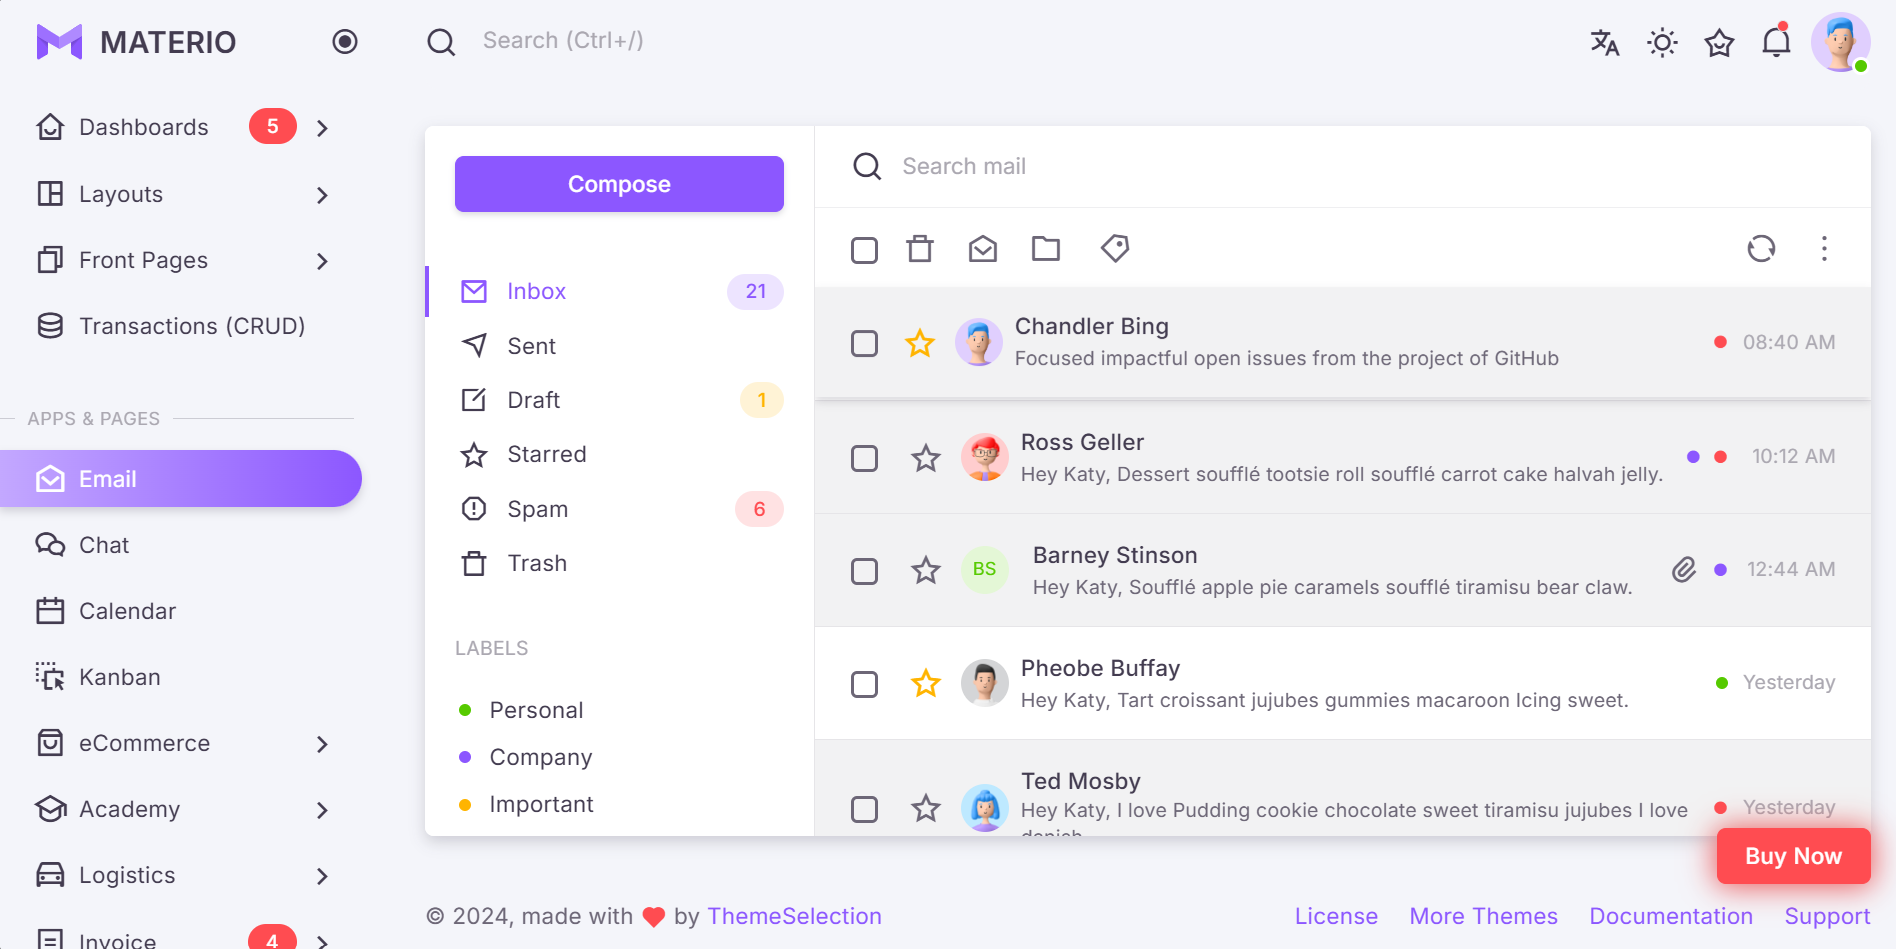 MATERIO
Search (Ctrl+/)
Dashboards 5
Layouts
Front Pages
Transactions (CRUD)
APPS & PAGES
Email
Chat
Calendar
Kanban
eCommerce
Academy
Logistics
Invoice 4
Compose
Inbox 21
Sent
Draft 1
Starred
Spam 6
Trash
LABELS
Personal
Company
Important
Search mail
Chandler Bing
Focused impactful open issues from the project of GitHub
08:40 AM
Ross Geller
Hey Katy, Dessert soufflé tootsie roll soufflé carrot cake halvah jelly.
10:12 AM
BS
Barney Stinson
Hey Katy, Soufflé apple pie caramels soufflé tiramisu bear claw.
12:44 AM
Pheobe Buffay
Hey Katy, Tart croissant jujubes gummies macaroon Icing sweet.
Yesterday
Ted Mosby
Hey Katy, I love Pudding cookie chocolate sweet tiramisu jujubes I love
Yesterday
Buy Now
© 2024, made with ❤ by ThemeSelection
License
More Themes
Documentation
Support